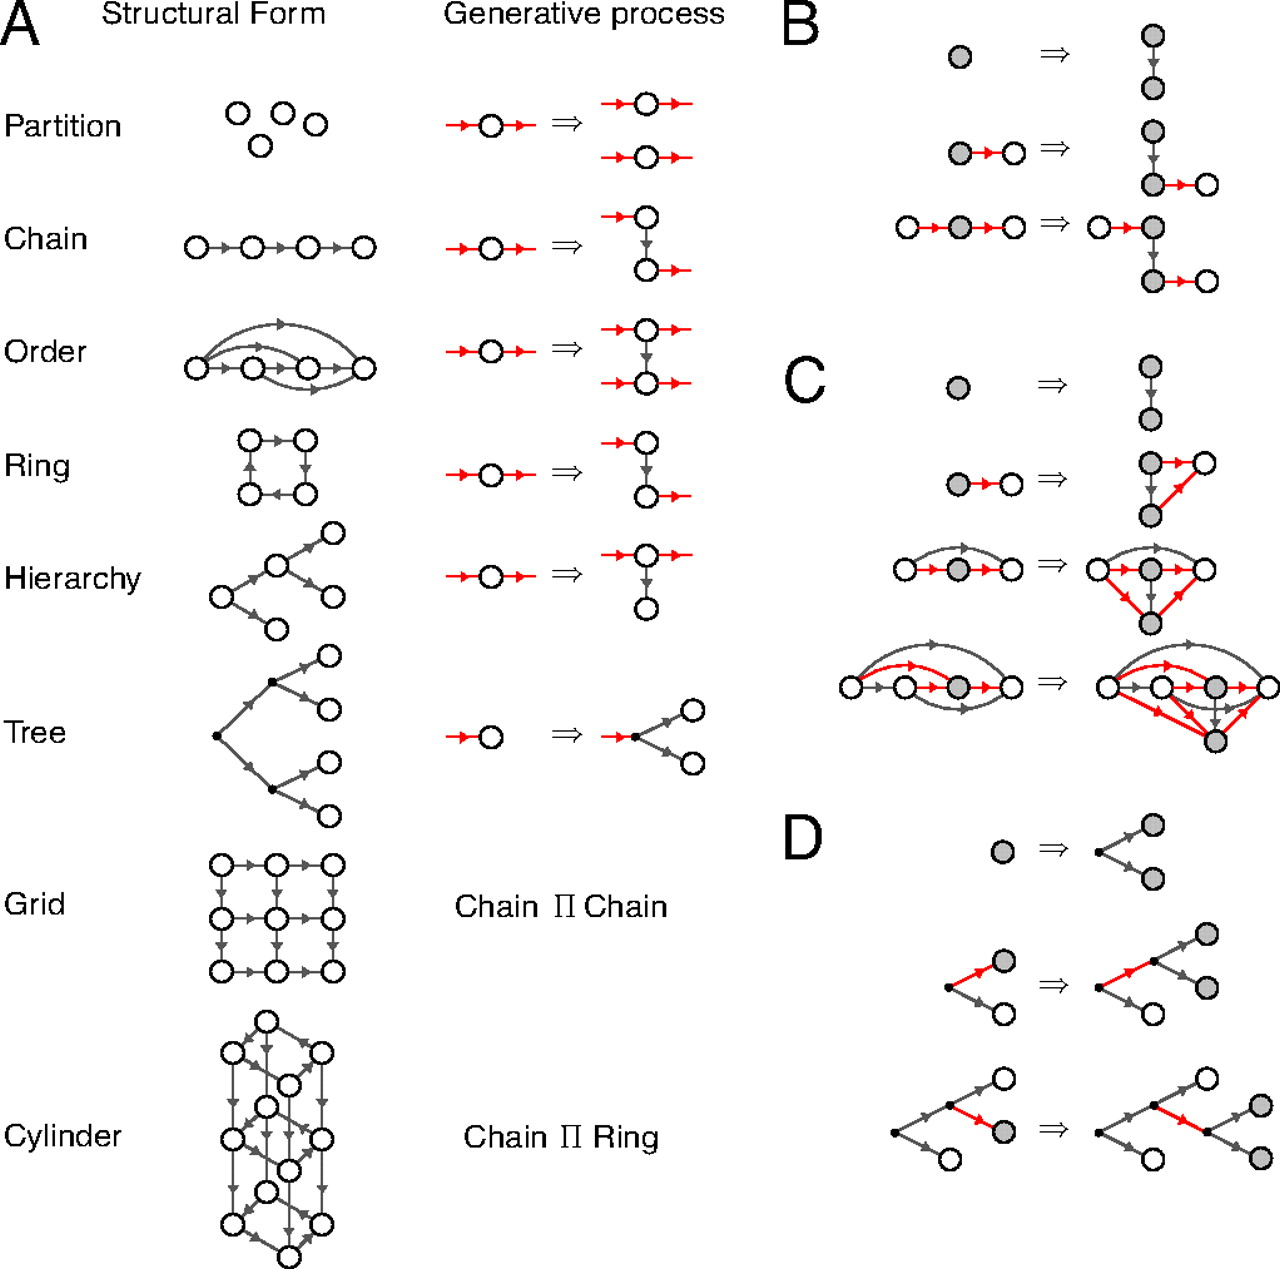 A
Structural Form
Generative process
Partition
Chain
Order
Ring
Hierarchy
Tree
Grid
Chain Π Chain
Cylinder
Chain Π Ring
B
C
D